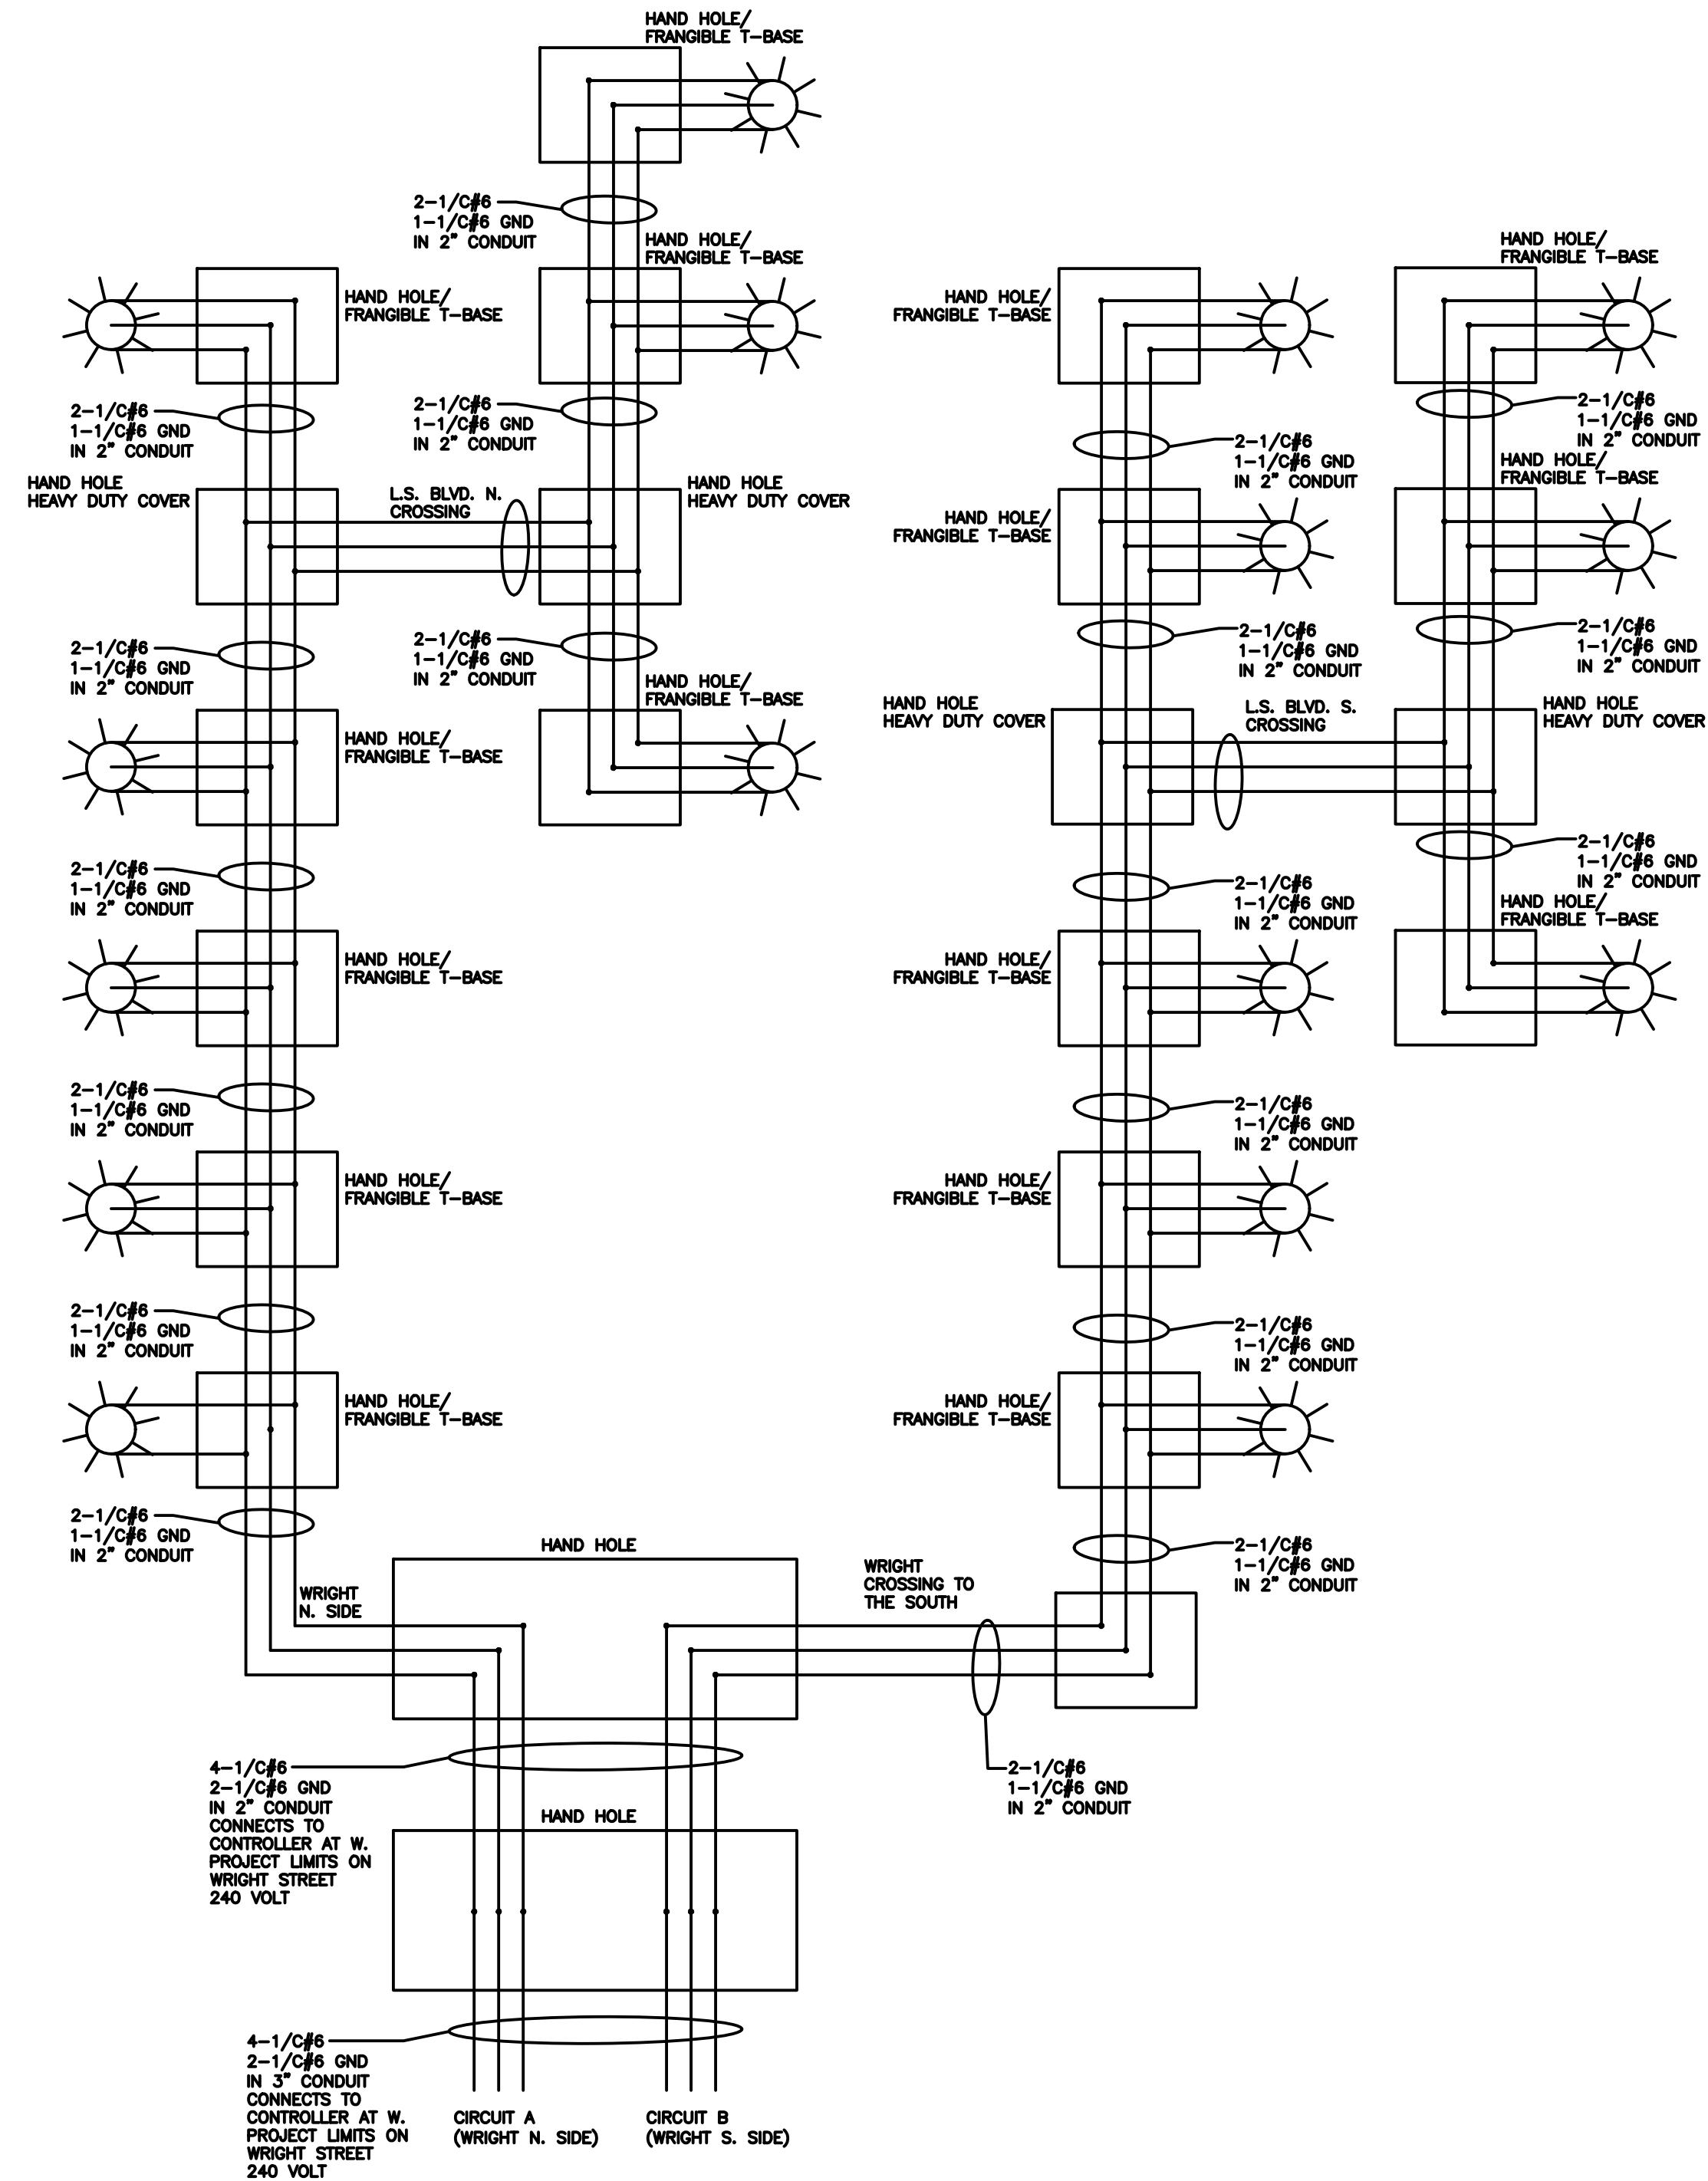 HAND HOLE/
FRANGIBLE T-BASE
2-1/C#6
1-1/C#6 GND
IN 2" CONDUIT
HAND HOLE/
FRANGIBLE T-BASE
HAND HOLE/
FRANGIBLE T-BASE
HAND HOLE/
FRANGIBLE T-BASE
HAND HOLE/
FRANGIBLE T-BASE
2-1/C#6
1-1/C#6 GND
IN 2" CONDUIT
2-1/C#6
1-1/C#6 GND
IN 2" CONDUIT
2-1/C#6
1-1/C#6 GND
IN 2" CONDUIT
2-1/C#6
1-1/C#6 GND
IN 2" CONDUIT
HAND HOLE
HEAVY DUTY COVER
L.S. BLVD. N.
CROSSING
HAND HOLE
HEAVY DUTY COVER
HAND HOLE/
FRANGIBLE T-BASE
HAND HOLE/
FRANGIBLE T-BASE
2-1/C#6
1-1/C#6 GND
IN 2" CONDUIT
2-1/C#6
1-1/C#6 GND
IN 2" CONDUIT
2-1/C#6
1-1/C#6 GND
IN 2" CONDUIT
2-1/C#6
1-1/C#6 GND
IN 2" CONDUIT
HAND HOLE/
FRANGIBLE T-BASE
HAND HOLE/
FRANGIBLE T-BASE
HAND HOLE
HEAVY DUTY COVER
L.S. BLVD. S.
CROSSING
HAND HOLE
HEAVY DUTY COVER
2-1/C#6
1-1/C#6 GND
IN 2" CONDUIT
2-1/C#6
1-1/C#6 GND
IN 2" CONDUIT
2-1/C#6
1-1/C#6 GND
IN 2" CONDUIT
HAND HOLE/
FRANGIBLE T-BASE
HAND HOLE/
FRANGIBLE T-BASE
HAND HOLE/
FRANGIBLE T-BASE
2-1/C#6
1-1/C#6 GND
IN 2" CONDUIT
2-1/C#6
1-1/C#6 GND
IN 2" CONDUIT
HAND HOLE/
FRANGIBLE T-BASE
HAND HOLE/
FRANGIBLE T-BASE
2-1/C#6
1-1/C#6 GND
IN 2" CONDUIT
2-1/C#6
1-1/C#6 GND
IN 2" CONDUIT
HAND HOLE/
FRANGIBLE T-BASE
HAND HOLE/
FRANGIBLE T-BASE
2-1/C#6
1-1/C#6 GND
IN 2" CONDUIT
2-1/C#6
1-1/C#6 GND
IN 2" CONDUIT
HAND HOLE
WRIGHT
N. SIDE
WRIGHT
CROSSING TO
THE SOUTH
4-1/C#6
2-1/C#6 GND
IN 2" CONDUIT
CONNECTS TO
CONTROLLER AT W.
PROJECT LIMITS ON
WRIGHT STREET
240 VOLT
2-1/C#6
1-1/C#6 GND
IN 2" CONDUIT
HAND HOLE
4-1/C#6
2-1/C#6 GND
IN 3" CONDUIT
CONNECTS TO
CONTROLLER AT W.
PROJECT LIMITS ON
WRIGHT STREET
240 VOLT
CIRCUIT A
(WRIGHT N. SIDE)
CIRCUIT B
(WRIGHT S. SIDE)